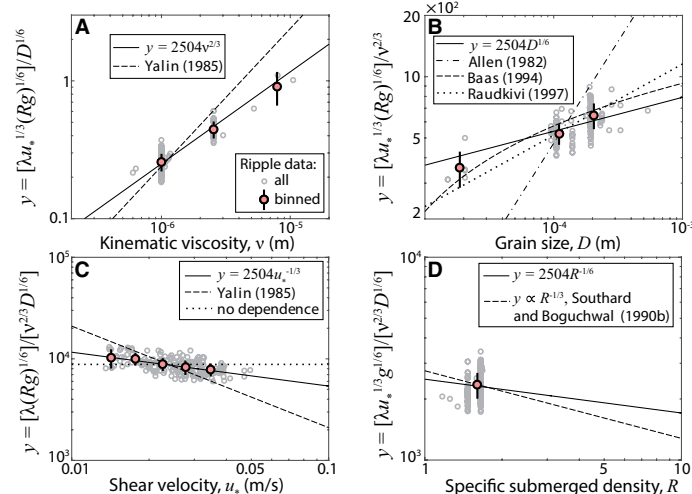 A
y = [λu*^1/3(Rg)^1/6]/D^1/6
1
0.1
y = 2504ν^2/3
Yalin (1985)
Ripple data:
all
binned
10^-6
10^-5
Kinematic viscosity, ν (m)
B
×10^2
y = [λu*^1/3(Rg)^1/6]/ν^2/3
20
10
5
2
y = 2504D^1/6
Allen (1982)
Baas (1994)
Raudkivi (1997)
10^-4
10^-3
Grain size, D (m)
C
y = [λ(Rg)^1/6]/[ν^2/3D^1/6]
10^5
10^4
10^3
y = 2504u*^-1/3
Yalin (1985)
no dependence
0.01
0.05
0.1
Shear velocity, u* (m/s)
D
y = [λu*^1/3g^1/6]/[ν^2/3D^1/6]
10^4
10^3
y = 2504R^-1/6
y ∝ R^-1/3, Southard
and Boguchwal (1990b)
1
5
10
Specific submerged density, R